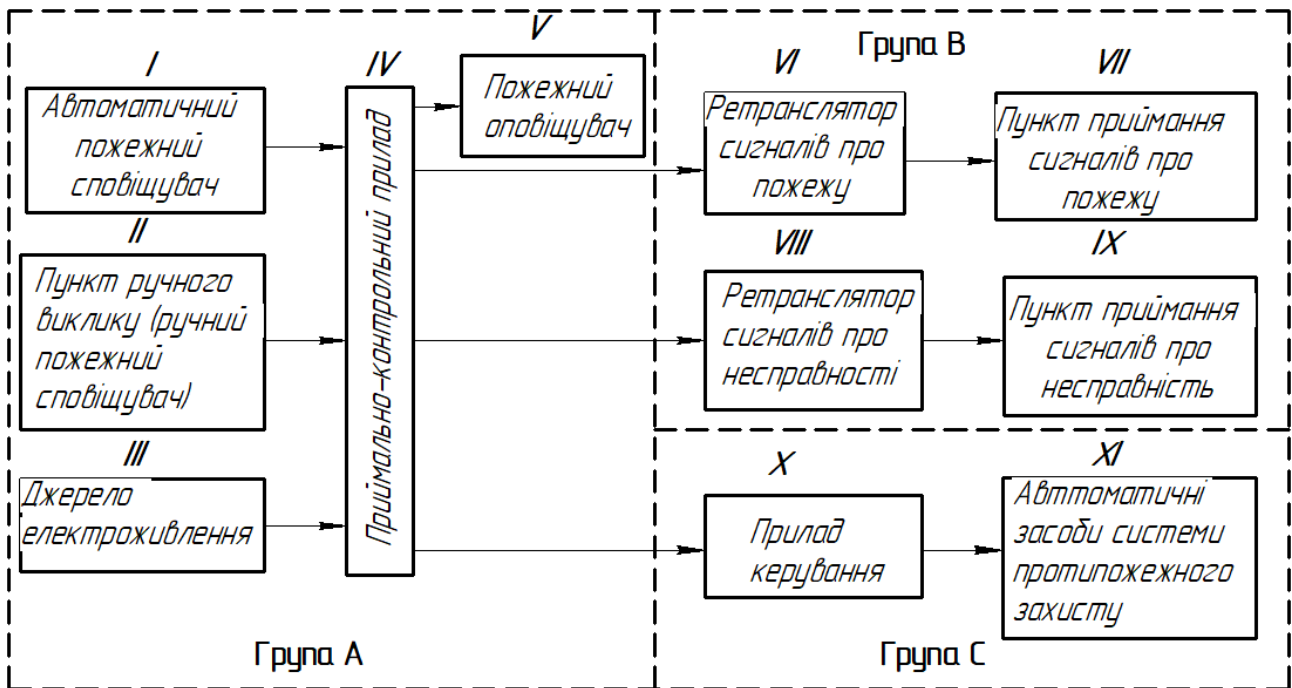 I
Автоматичний
пожежний
сповіщувач
II
Пункт ручного
виклику (ручний
пожежний
сповіщувач)
III
Джерело
електроживлення
IV
Приймально-контрольний прилад
V
Пожежний
оповіщувач
Група А
Група В
VI
Ретранслятор
сигналів про
пожежу
VII
Пункт приймання
сигналів про
пожежу
VIII
Ретранслятор
сигналів про
несправності
IX
Пункт приймання
сигналів про
несправність
X
Прилад
керування
XI
Автто­матичні
засоби системи
протипожежного
захисту
Група С